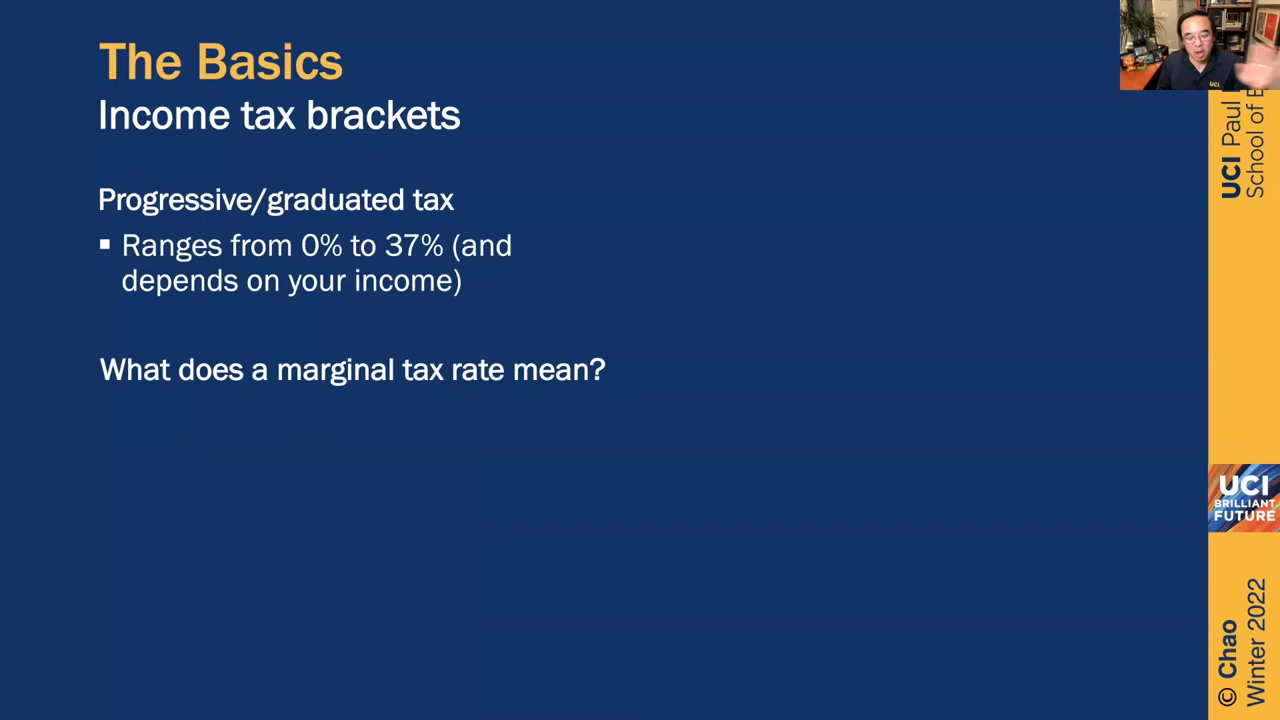 The Basics
Income tax brackets
Progressive/graduated tax
▪ Ranges from 0% to 37% (and
depends on your income)
What does a marginal tax rate mean?
UCI Paul
School of
UCI
BRILLIANT
FUTURE
© Chao
Winter 2022